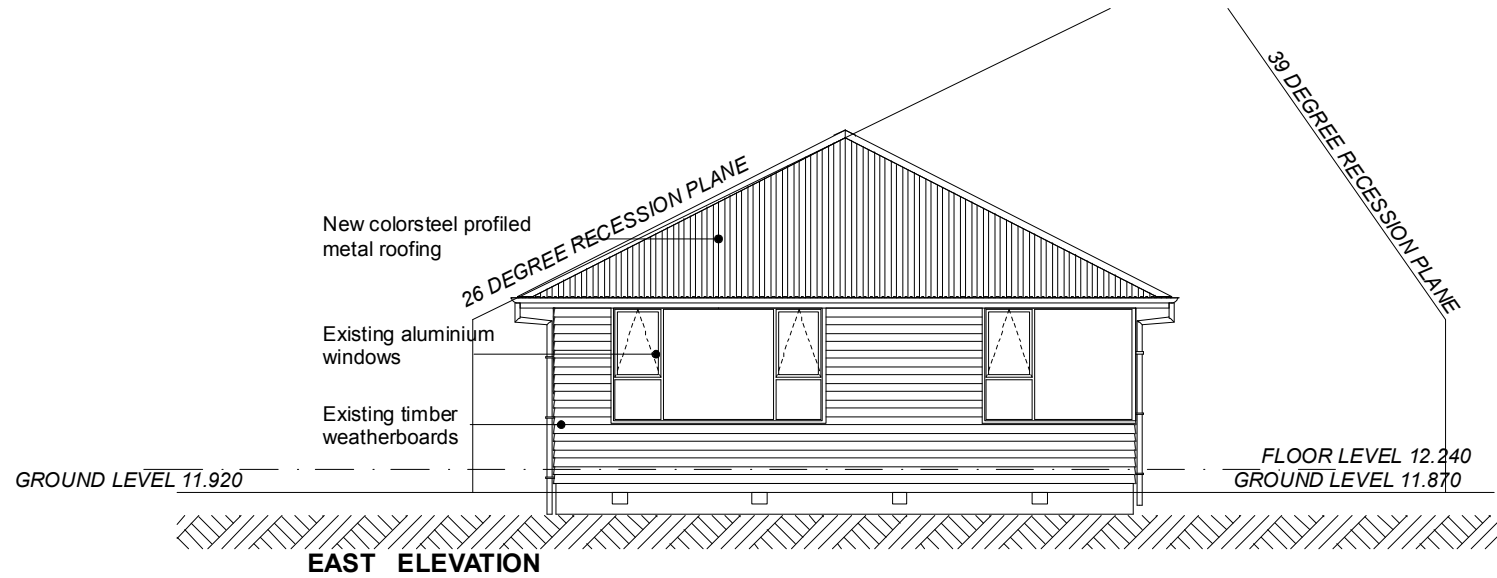 39 DEGREE RECESSION PLANE
26 DEGREE RECESSION PLANE
New colorsteel profiled
metal roofing
Existing aluminium
windows
Existing timber
weatherboards
FLOOR LEVEL 12.240
GROUND LEVEL 11.920
GROUND LEVEL 11.870
EAST ELEVATION